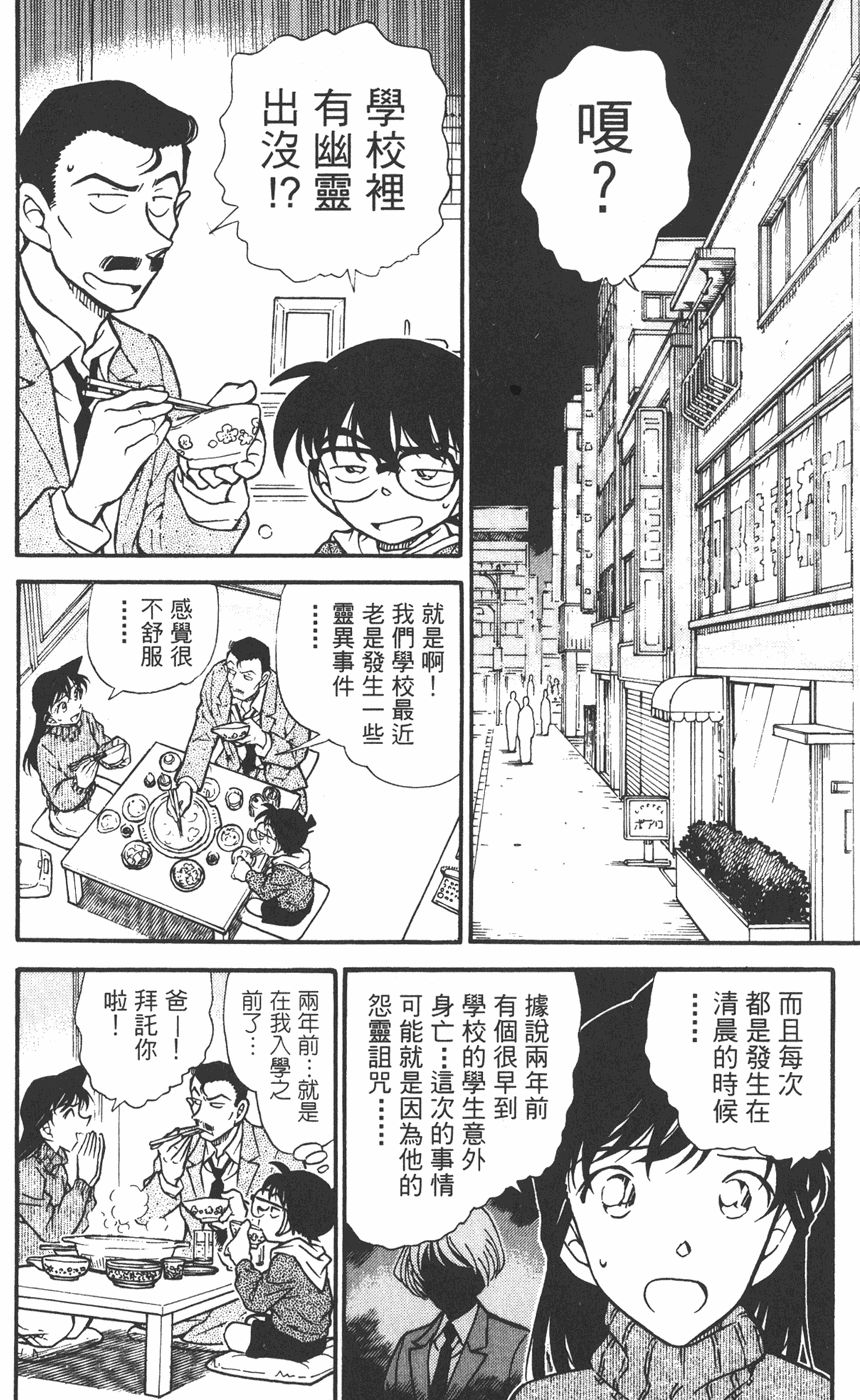 嗄？
ポアロ
學校裡
有幽靈
出沒!?
就是啊！
我們學校最近
老是發生一些
靈異事件
……
感覺很
不舒服
……
而且每次
都是發生在
清晨的時候
……
據說兩年前
有個很早到
學校的學生意外
身亡…這次的事情
可能就是因為他的
怨靈詛咒……
兩年前…就是
在我入學之
前了…
爸—！
拜託你
啦！